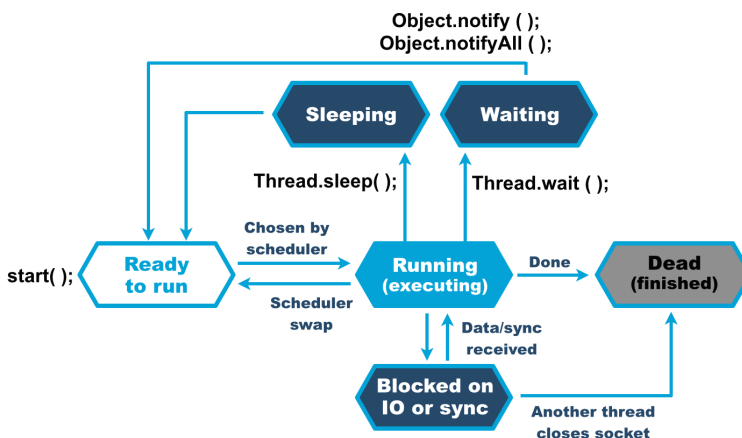 Object.notify ( );
Object.notifyAll ( );
Sleeping
Waiting
Thread.sleep( );
Thread.wait ( );
Chosen by
scheduler
start( );
Ready
to run
Running
(executing)
Done
Dead
(finished)
Scheduler
swap
Data/sync
received
Blocked on
IO or sync
Another thread
closes socket